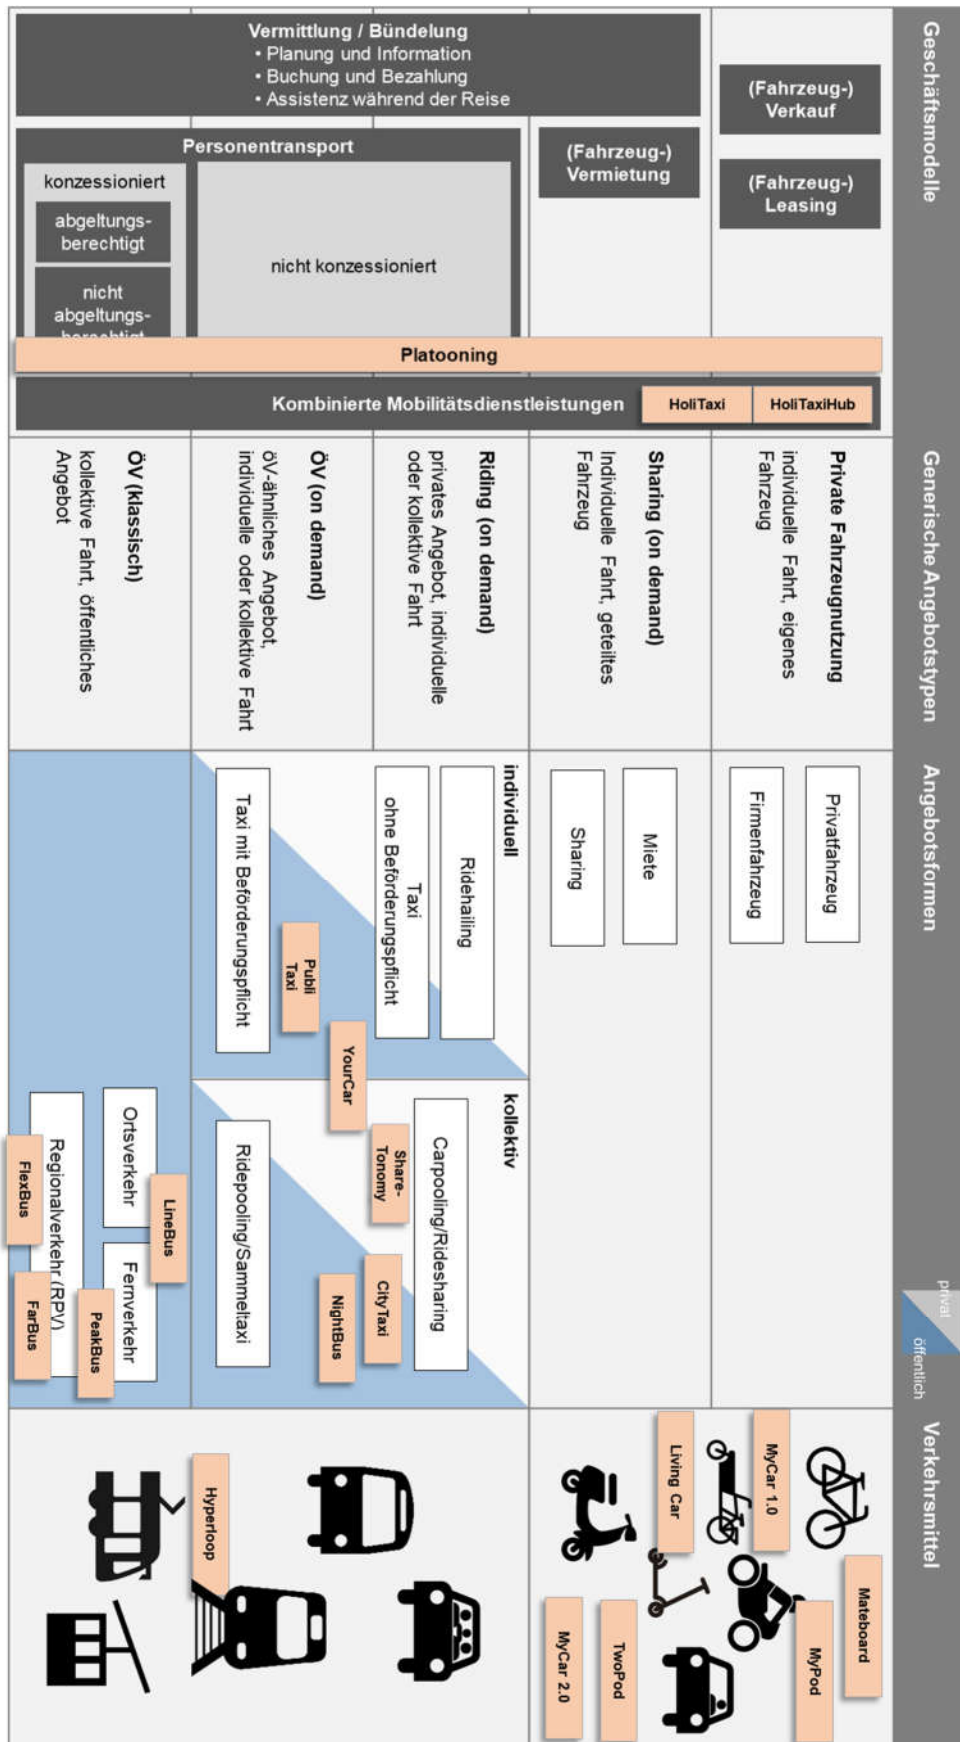 Geschäftsmodelle
Vermittlung / Bündelung
• Planung und Information
• Buchung und Bezahlung
• Assistenz während der Reise
(Fahrzeug-)
Verkauf
Personentransport
(Fahrzeug-)
Vermietung
(Fahrzeug-)
Leasing
konzessioniert
abgeltungs-
berechtigt
nicht
abgeltungs-
berechtigt
nicht konzessioniert
Platooning
Kombinierte Mobilitätsdienstleistungen
HoliTaxi
HoliTaxiHub
Generische Angebotstypen
Private Fahrzeugnutzung
individuelle Fahrt, eigenes
Fahrzeug
Sharing (on demand)
Individuelle Fahrt, geteiltes
Fahrzeug
Riding (on demand)
privates Angebot, individuelle
oder kollektive Fahrt
ÖV (on demand)
öV-ähnliches Angebot,
individuelle oder kollektive Fahrt
ÖV (klassisch)
kollektive Fahrt, öffentliches
Angebot
Angebotsformen
Privatfahrzeug
Firmenfahrzeug
Miete
Sharing
individuell
Ridehailing
Taxi
ohne Beförderungspflicht
Taxi mit Beförderungspflicht
Publi
Taxi
YourCar
kollektiv
Carpooling/Ridesharing
Share-
Tonomy
CityTaxi
NightBus
Ridepooling/Sammeltaxi
Ortsverkehr
LineBus
Fernverkehr
PeakBus
Regionalverkehr (RPV)
FlexBus
FarBus
privat
öffentlich
Verkehrsmittel
MyCar 1.0
Living Car
Mateboard
MyPod
TwoPod
MyCar 2.0
Hyperloop